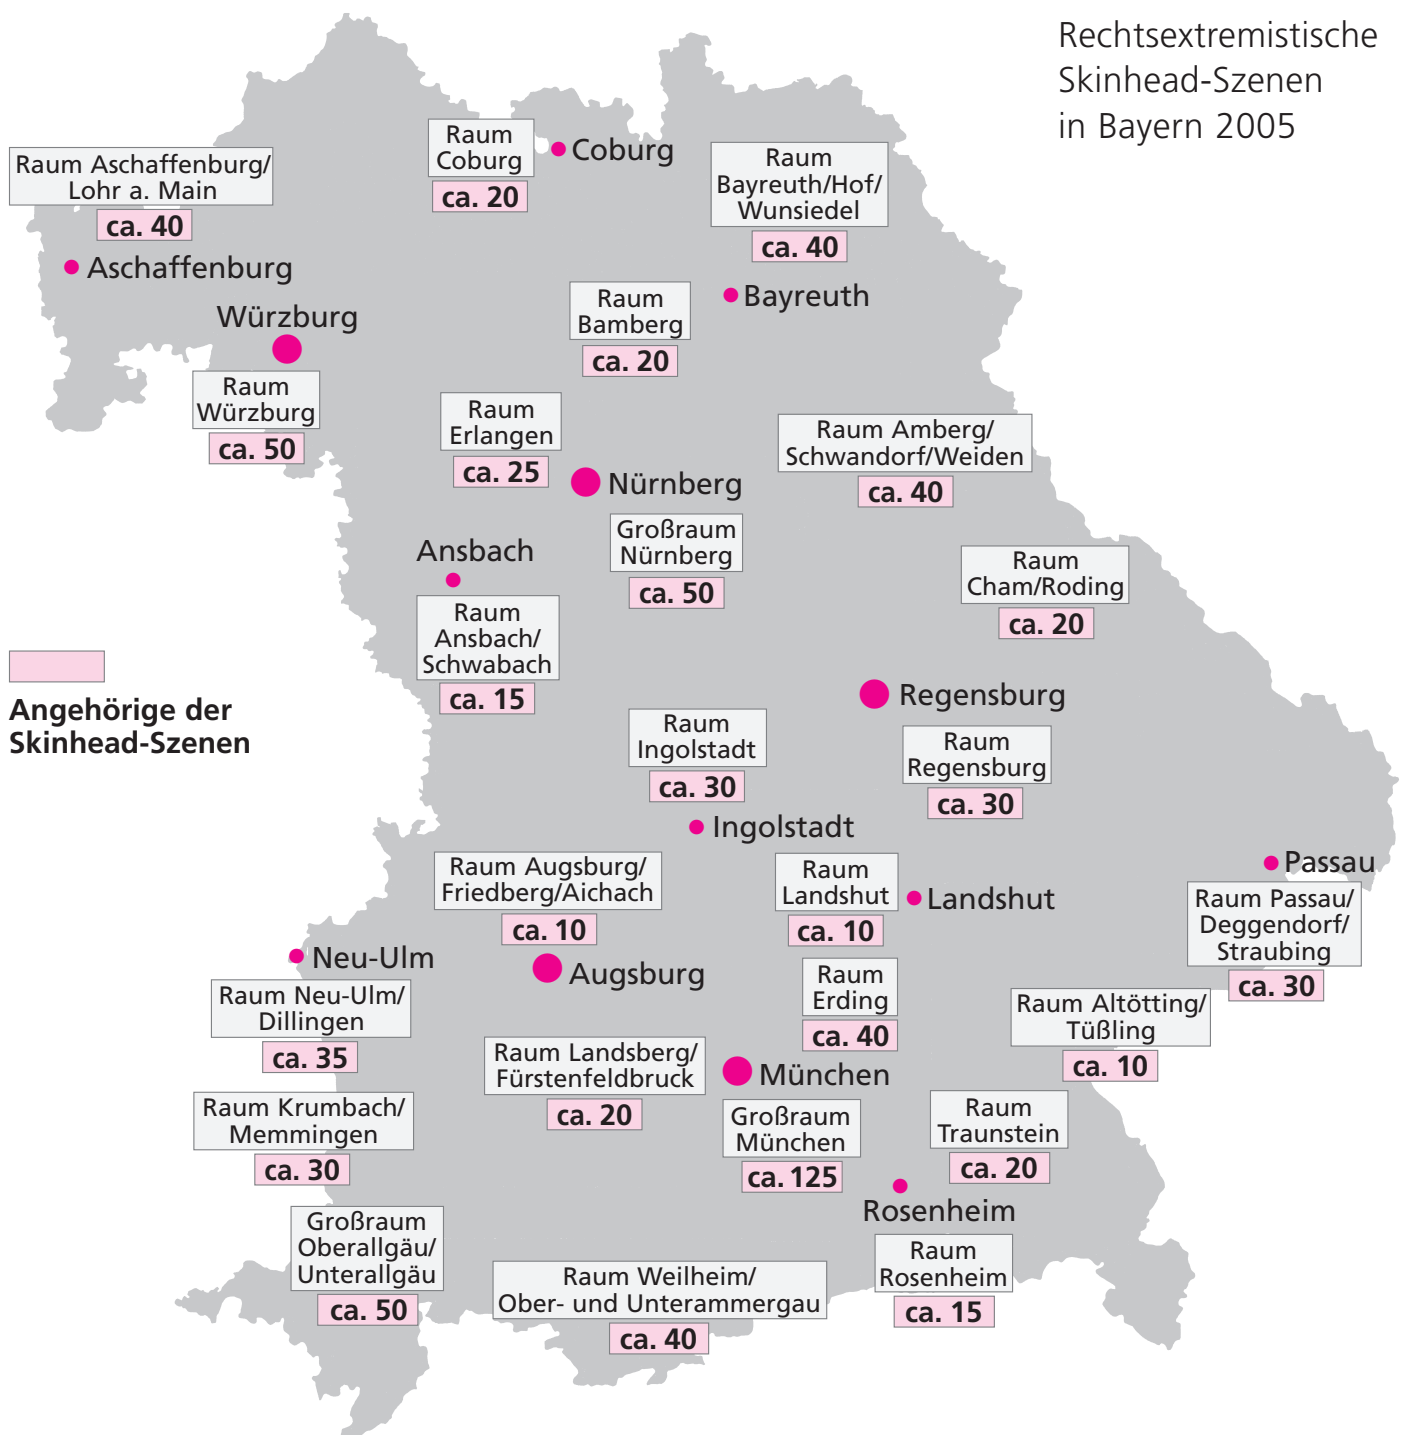 Rechtsextremistische
Skinhead-Szenen
in Bayern 2005
Raum Aschaffenburg/
Lohr a. Main
ca. 40
Aschaffenburg
Raum
Coburg
ca. 20
Coburg
Raum
Bayreuth/Hof/
Wunsiedel
ca. 40
Bayreuth
Raum
Bamberg
ca. 20
Würzburg
Raum
Würzburg
ca. 50
Raum
Erlangen
ca. 25
Nürnberg
Großraum
Nürnberg
ca. 50
Raum Amberg/
Schwandorf/Weiden
ca. 40
Ansbach
Raum
Ansbach/
Schwabach
ca. 15
Raum
Cham/Roding
ca. 20
Angehörige der
Skinhead-Szenen
Regensburg
Raum
Regensburg
ca. 30
Raum
Ingolstadt
ca. 30
Ingolstadt
Raum Augsburg/
Friedberg/Aichach
ca. 10
Augsburg
Raum
Landshut
ca. 10
Landshut
Passau
Raum Passau/
Deggendorf/
Straubing
ca. 30
Neu-Ulm
Raum Neu-Ulm/
Dillingen
ca. 35
Raum
Erding
ca. 40
Raum Altötting/
Tüßling
ca. 10
Raum Landsberg/
Fürstenfeldbruck
ca. 20
München
Großraum
München
ca. 125
Raum Krumbach/
Memmingen
ca. 30
Raum
Traunstein
ca. 20
Rosenheim
Raum
Rosenheim
ca. 15
Großraum
Oberallgäu/
Unterallgäu
ca. 50
Raum Weilheim/
Ober- und Unterammergau
ca. 40